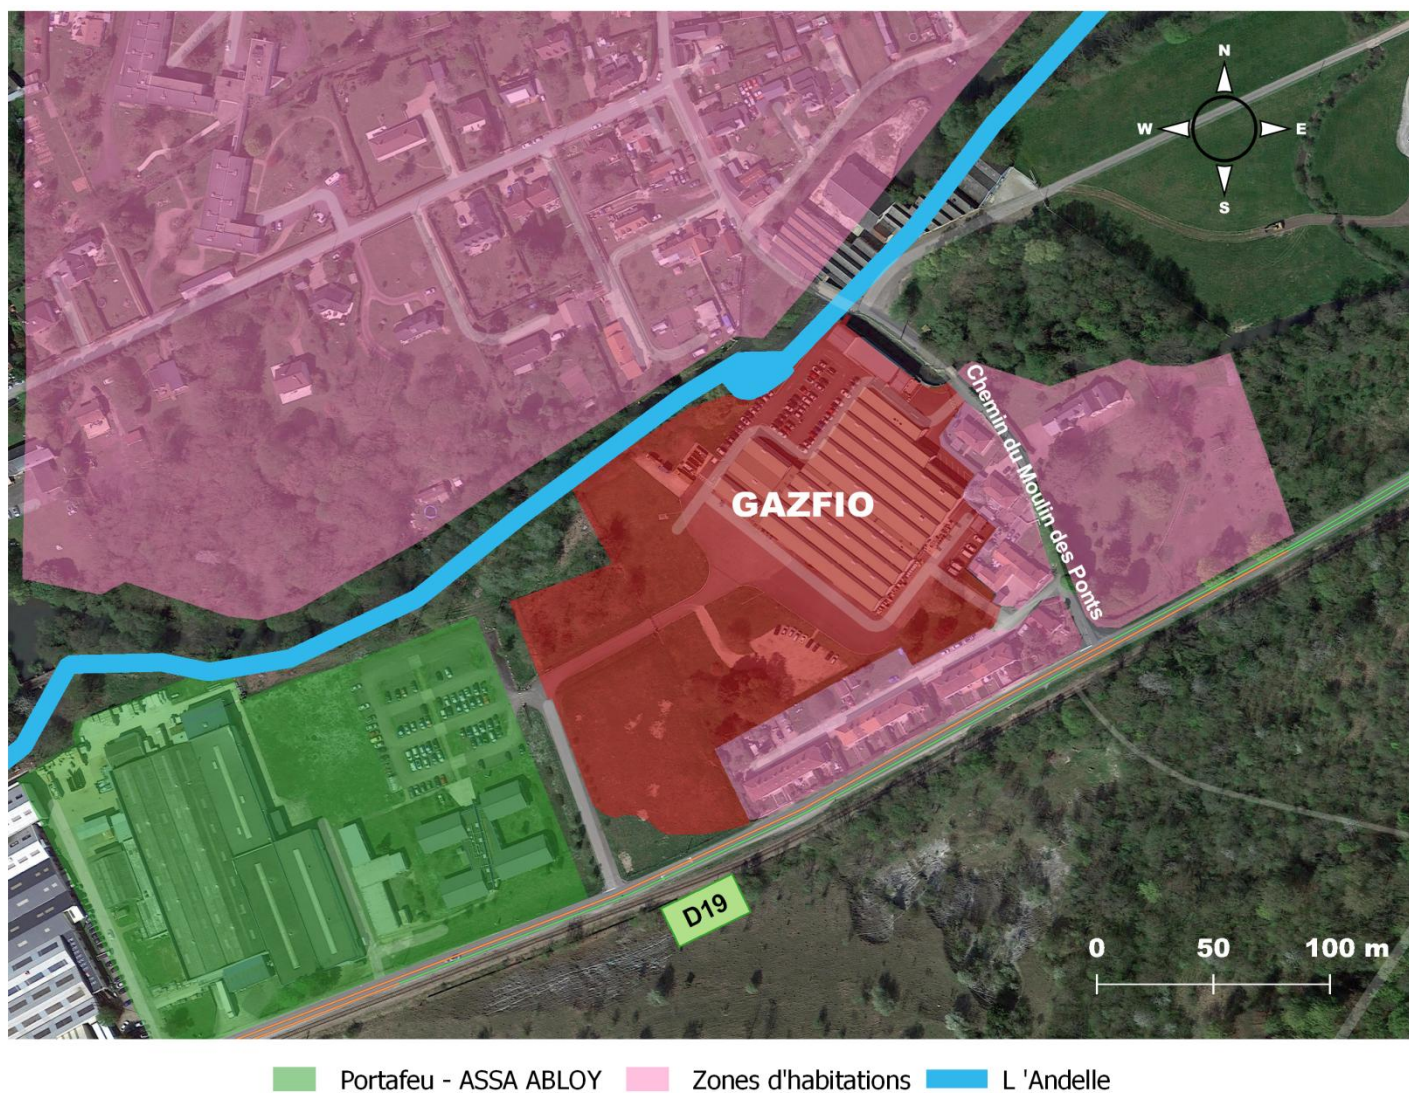 N
W E
S
Chemin du Moulin des Ponts
GAZFIO
D19
0 50 100 m
Portafeu - ASSA ABLOY Zones d'habitations L 'Andelle